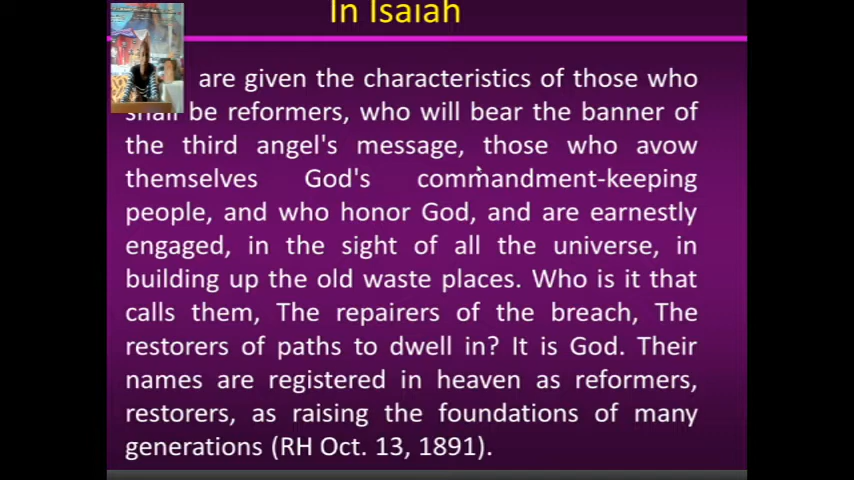 In Isaiah
are given the characteristics of those who
shall be reformers, who will bear the banner of
the third angel's message, those who avow
themselves God's commandment-keeping
people, and who honor God, and are earnestly
engaged, in the sight of all the universe, in
building up the old waste places. Who is it that
calls them, The repairers of the breach, The
restorers of paths to dwell in? It is God. Their
names are registered in heaven as reformers,
restorers, as raising the foundations of many
generations (RH Oct. 13, 1891).